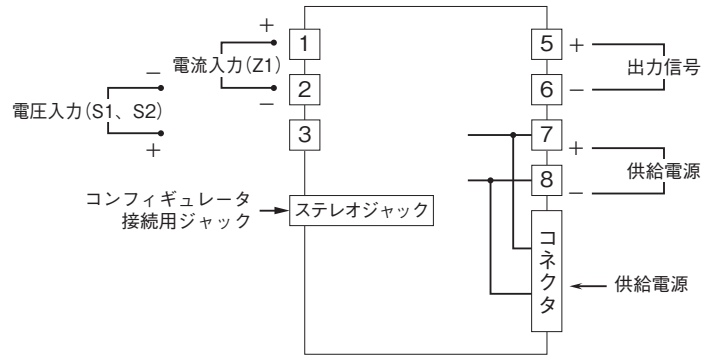 +
1
電流入力(Z1)
2
−
−
電圧入力(S1、S2)
+
3
コンフィギュレータ
接続用ジャック
ステレオジャック
5
+
出力信号
6
−
7
+
供給電源
8
−
コネクタ
供給電源